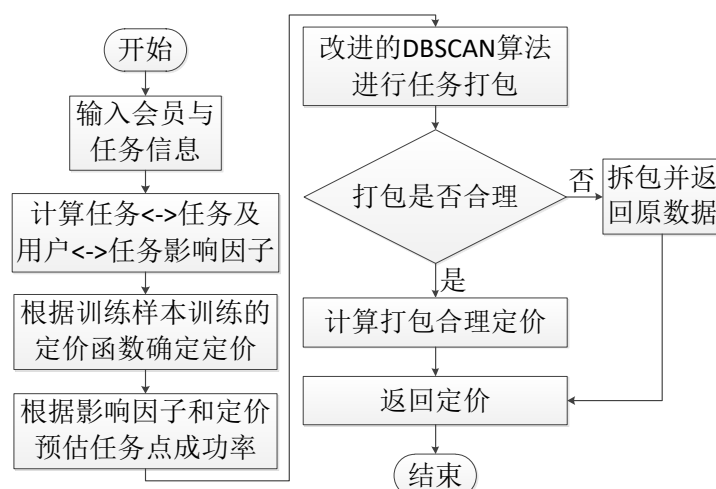 开始
输入会员与
任务信息
计算任务<->任务及
用户<->任务影响因子
根据训练样本训练的
定价函数确定定价
根据影响因子和定价
预估任务点成功率
改进的DBSCAN算法
进行任务打包
打包是否合理
否
拆包并返
回原数据
是
计算打包合理定价
返回定价
结束